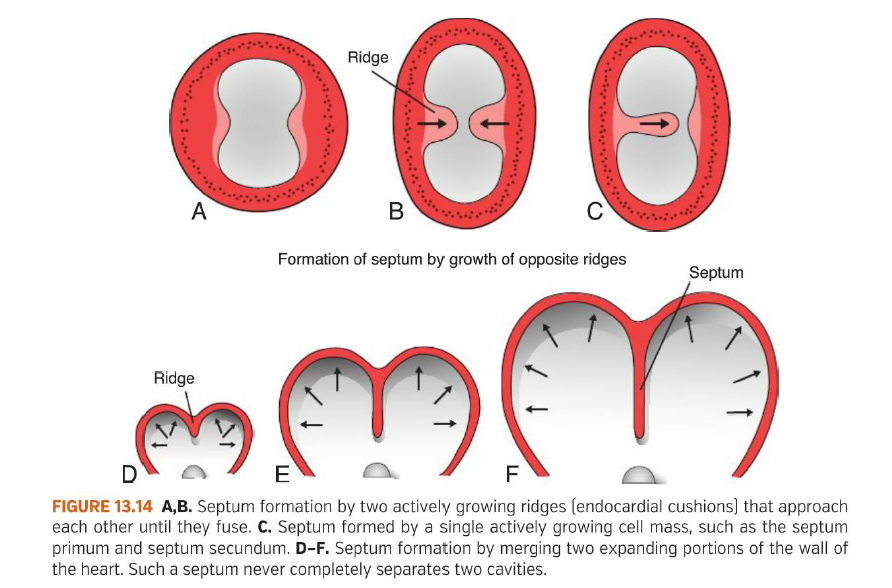 Ridge
A
B
C
Formation of septum by growth of opposite ridges
Septum
Ridge
D
E
F
FIGURE 13.14 A,B. Septum formation by two actively growing ridges (endocardial cushions) that approach
each other until they fuse. C. Septum formed by a single actively growing cell mass, such as the septum
primum and septum secundum. D–F. Septum formation by merging two expanding portions of the wall of
the heart. Such a septum never completely separates two cavities.